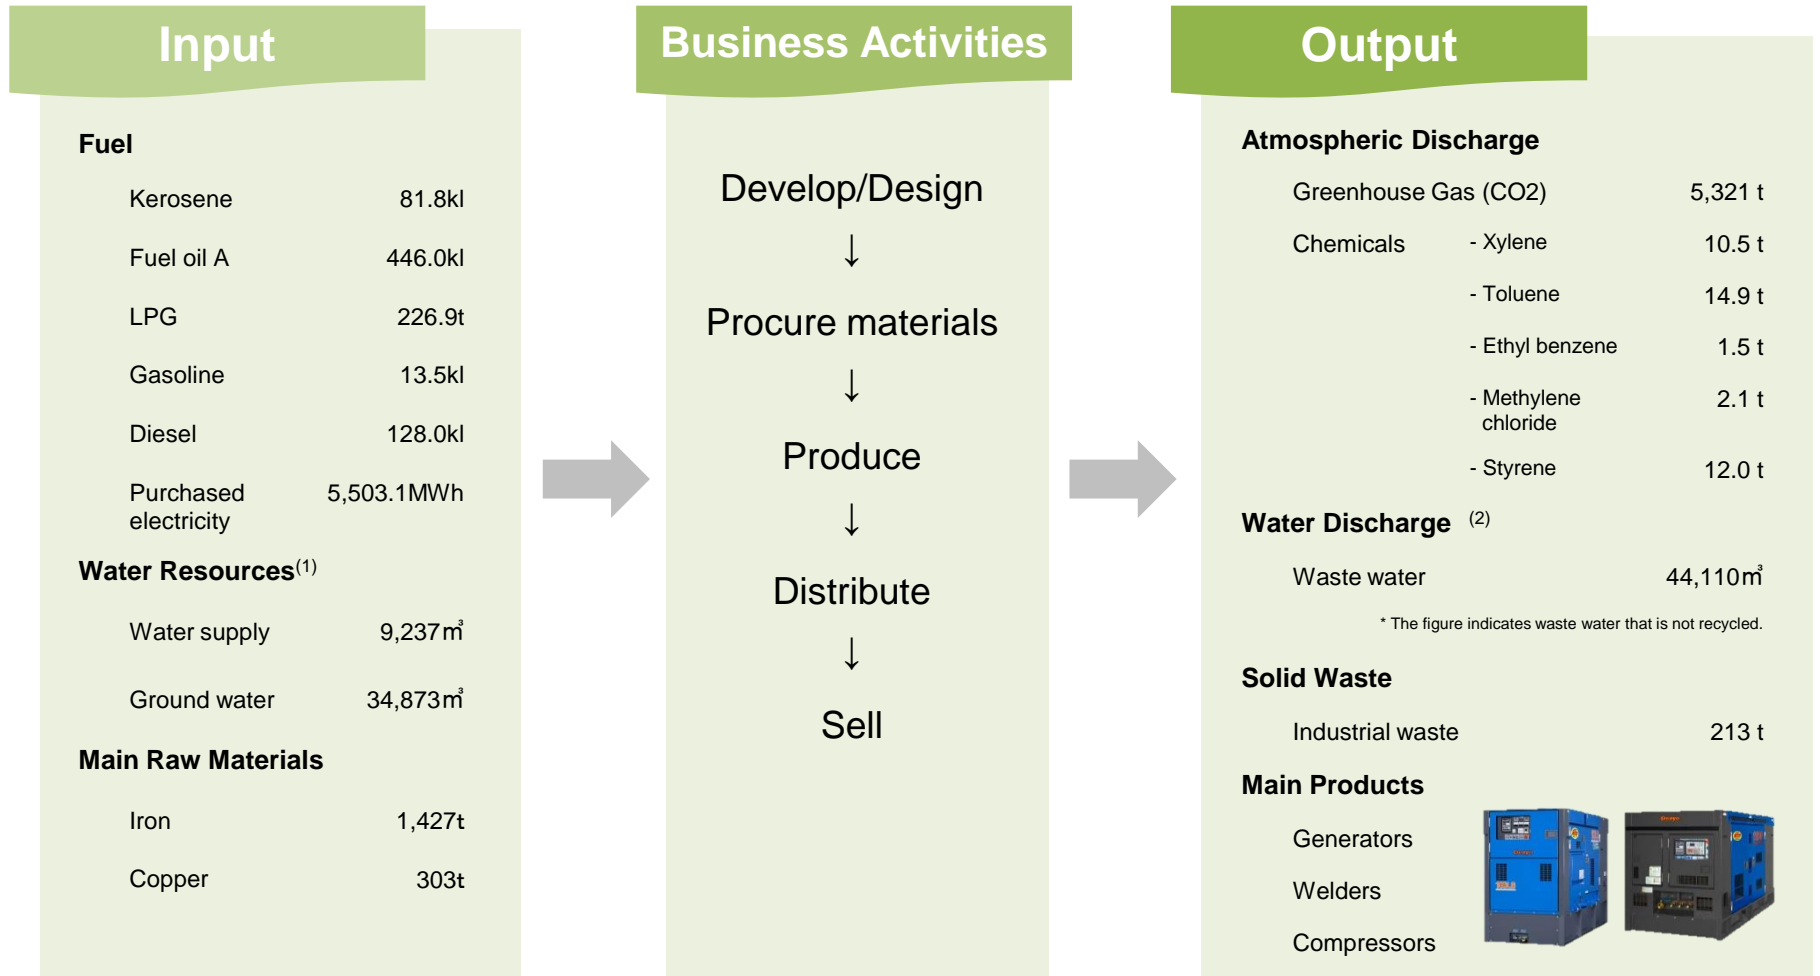 Input
Fuel
Kerosene 81.8kl
Fuel oil A 446.0kl
LPG 226.9t
Gasoline 13.5kl
Diesel 128.0kl
Purchased electricity 5,503.1MWh
Water Resources(1)
Water supply 9,237㎥
Ground water 34,873㎥
Main Raw Materials
Iron 1,427t
Copper 303t
Business Activities
Develop/Design
↓
Procure materials
↓
Produce
↓
Distribute
↓
Sell
Output
Atmospheric Discharge
Greenhouse Gas (CO2) 5,321 t
Chemicals - Xylene 10.5 t
- Toluene 14.9 t
- Ethyl benzene 1.5 t
- Methylene
chloride 2.1 t
- Styrene 12.0 t
Water Discharge (2)
Waste water 44,110㎥
* The figure indicates waste water that is not recycled.
Solid Waste
Industrial waste 213 t
Main Products
Generators
Welders
Compressors